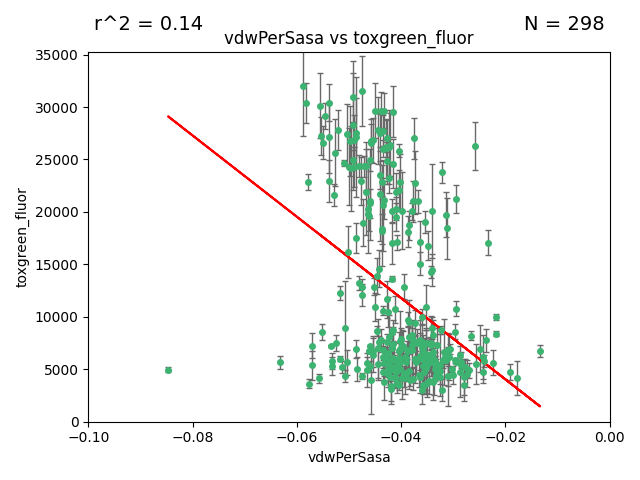 r^2 = 0.14
N = 298
vdwPerSasa vs toxgreen_fluor
35000
30000
25000
20000
15000
10000
5000
0
toxgreen_fluor
−0.10
−0.08
−0.06
−0.04
−0.02
0.00
vdwPerSasa